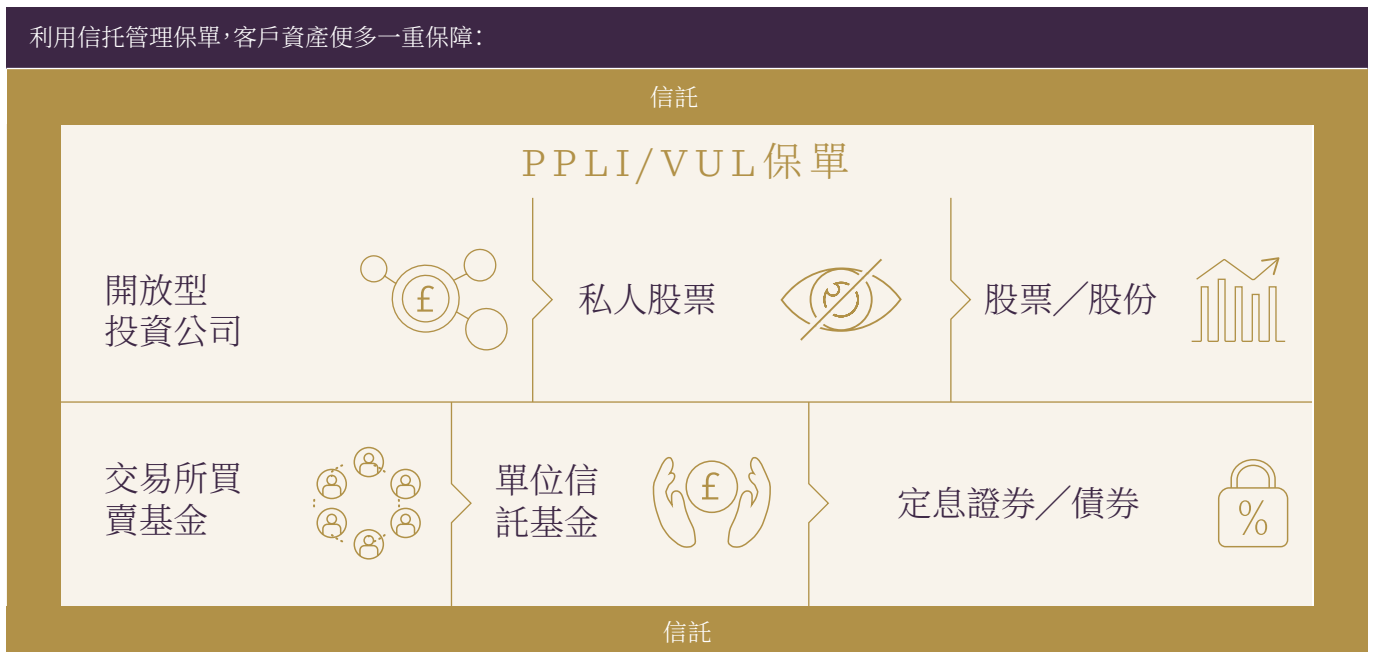 利用信托管理保單，客戶資產便多一重保障：
信託
PPLI/VUL保單
開放型
投資公司
£
私人股票
股票／股份
交易所買
賣基金
單位信
託基金
£
定息證券／債券
%
信託